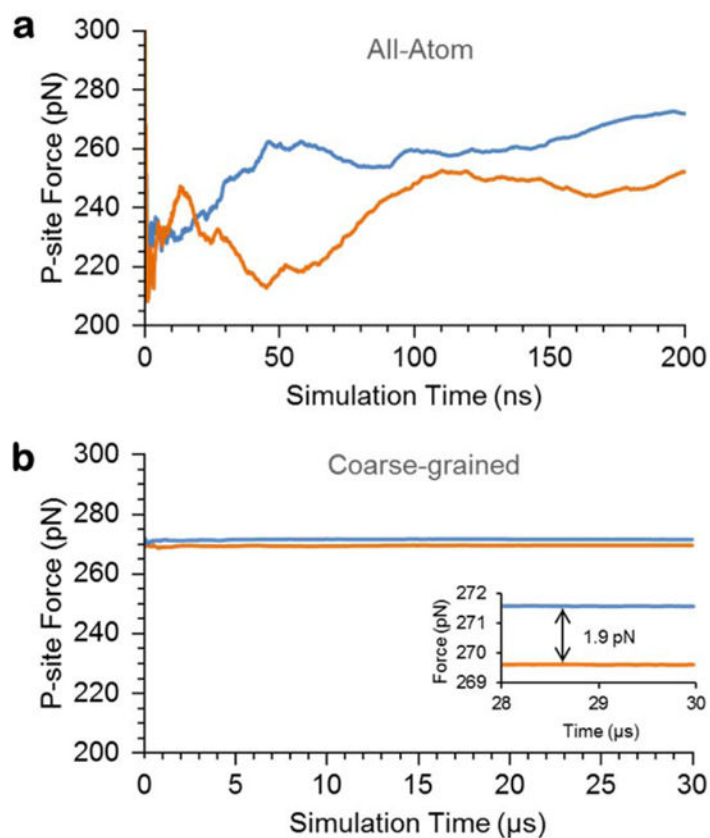 a
All-Atom
P-site Force (pN)
300
280
260
240
220
200
0 50 100 150 200
Simulation Time (ns)
b
Coarse-grained
P-site Force (pN)
300
280
260
240
220
200
0 5 10 15 20 25 30
Simulation Time (µs)
Force (pN)
272
271
270
269
1.9 pN
28 29 30
Time (µs)